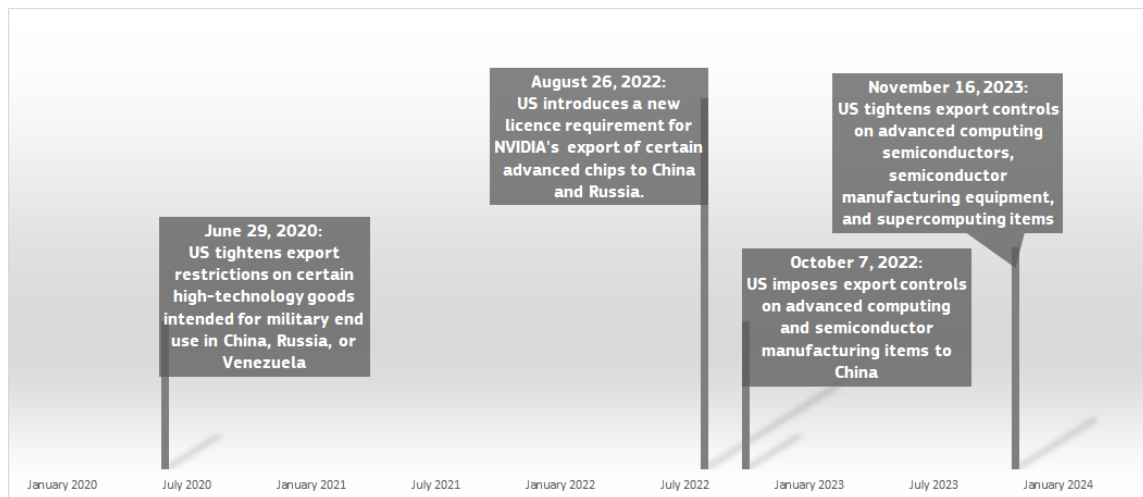 August 26, 2022:
US introduces a new
licence requirement for
NVIDIA's export of certain
advanced chips to China
and Russia.
November 16, 2023:
US tightens export controls
on advanced computing
semiconductors,
semiconductor
manufacturing equipment,
and supercomputing items
June 29, 2020:
US tightens export
restrictions on certain
high-technology goods
intended for military end
use in China, Russia, or
Venezuela
October 7, 2022:
US imposes export controls
on advanced computing
and semiconductor
manufacturing items to
China
January 2020 July 2020 January 2021 July 2021 January 2022 July 2022 January 2023 July 2023 January 2024